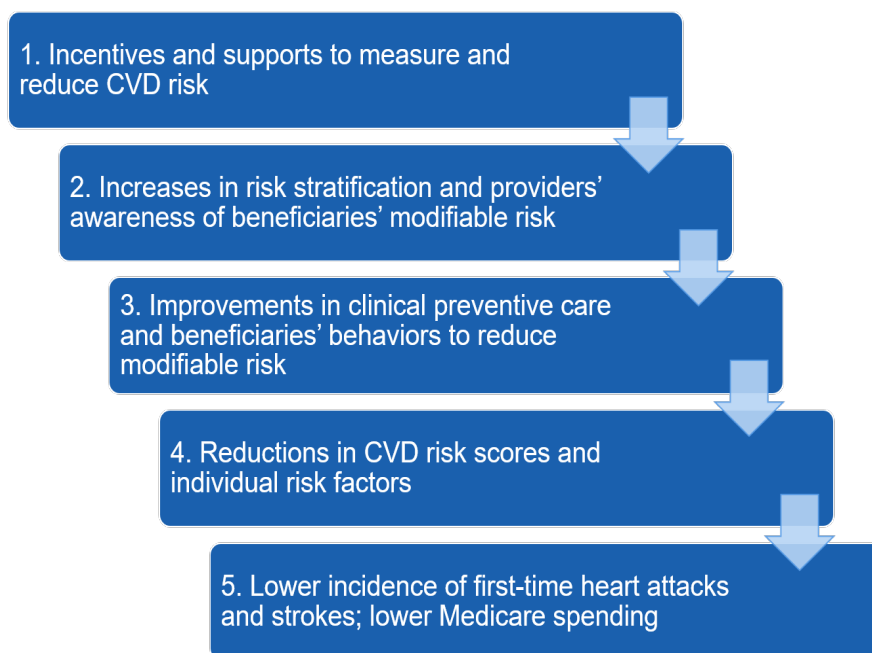 1. Incentives and supports to measure and
reduce CVD risk
2. Increases in risk stratification and providers’
awareness of beneficiaries’ modifiable risk
3. Improvements in clinical preventive care
and beneficiaries’ behaviors to reduce
modifiable risk
4. Reductions in CVD risk scores and
individual risk factors
5. Lower incidence of first-time heart attacks
and strokes; lower Medicare spending